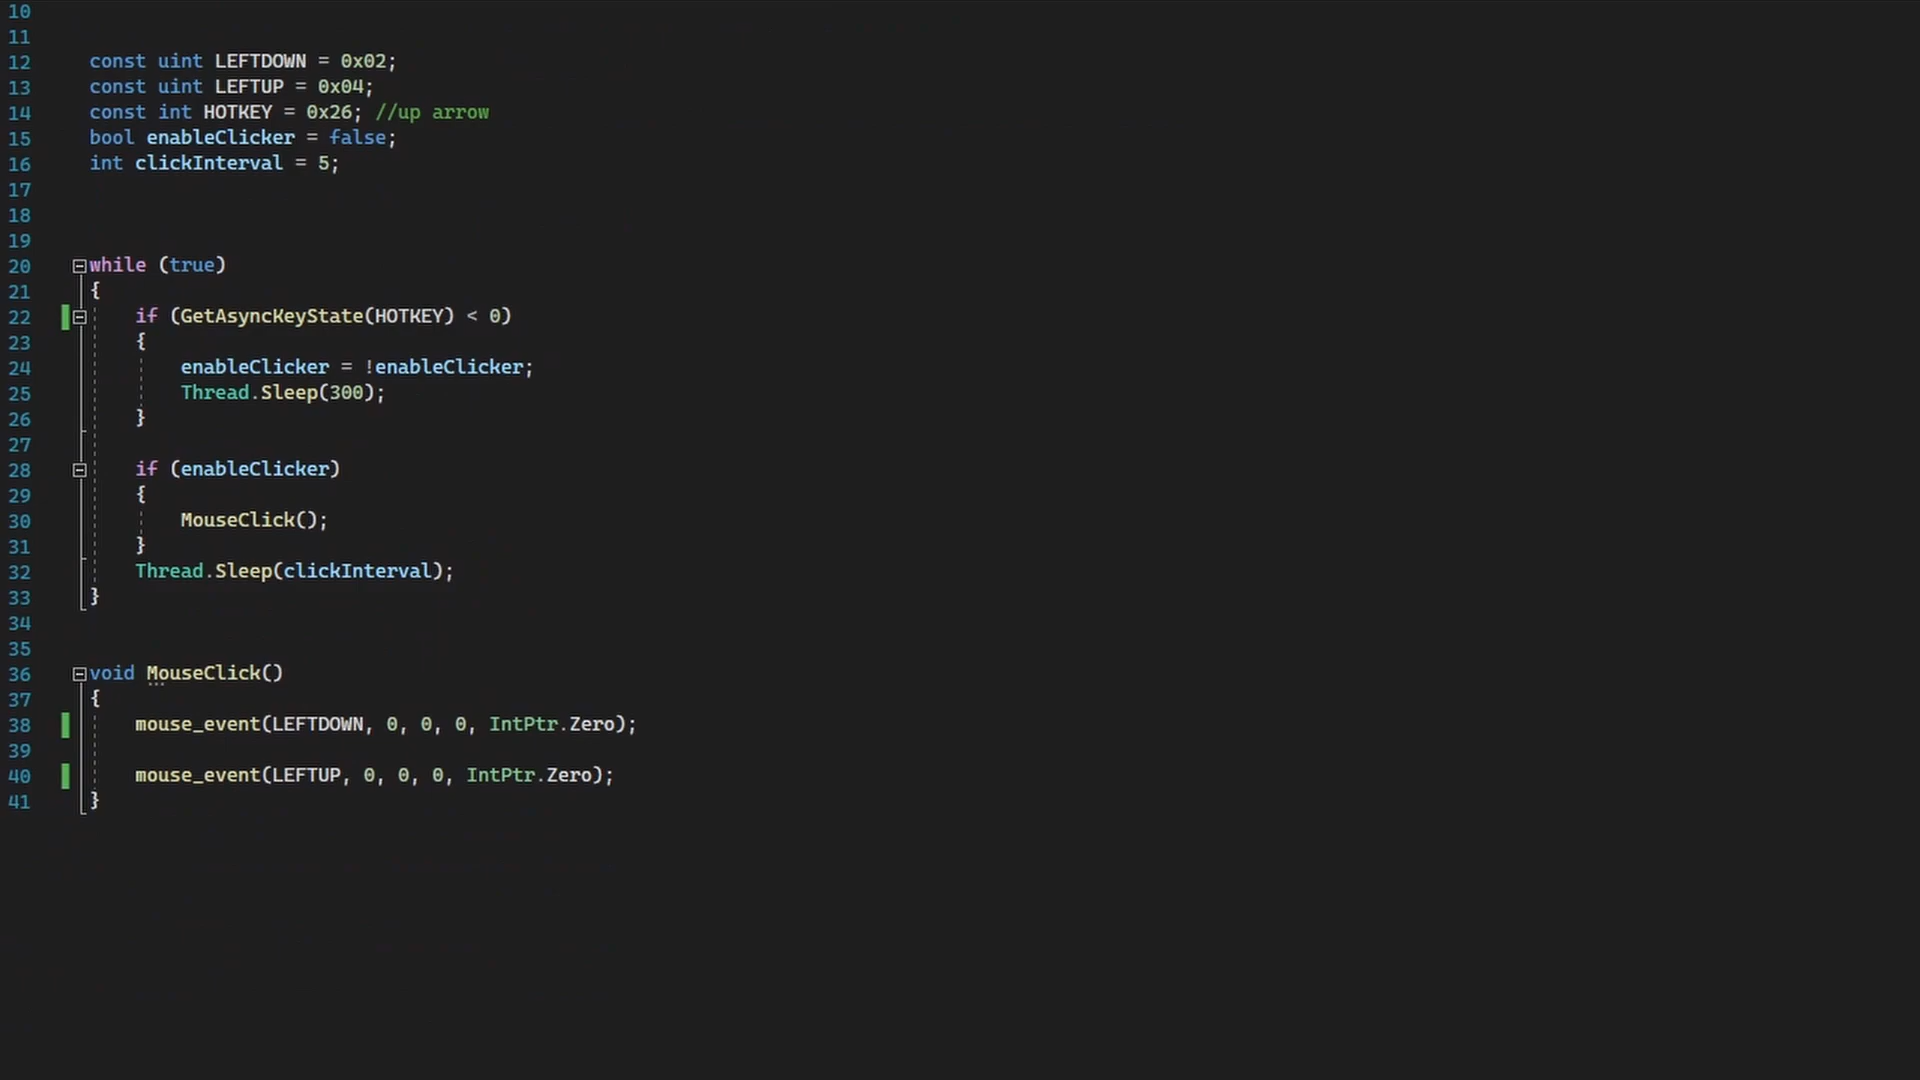 10
11
12 const uint LEFTDOWN = 0x02;
13 const uint LEFTUP = 0x04;
14 const int HOTKEY = 0x26; //up arrow
15 bool enableClicker = false;
16 int clickInterval = 5;
17
18
19
20 while (true)
21 {
22 if (GetAsyncKeyState(HOTKEY) < 0)
23 {
24 enableClicker = !enableClicker;
25 Thread.Sleep(300);
26 }
27
28 if (enableClicker)
29 {
30 MouseClick();
31 }
32 Thread.Sleep(clickInterval);
33 }
34
35
36 void MouseClick()
37 {
38 mouse_event(LEFTDOWN, 0, 0, 0, IntPtr.Zero);
39
40 mouse_event(LEFTUP, 0, 0, 0, IntPtr.Zero);
41 }